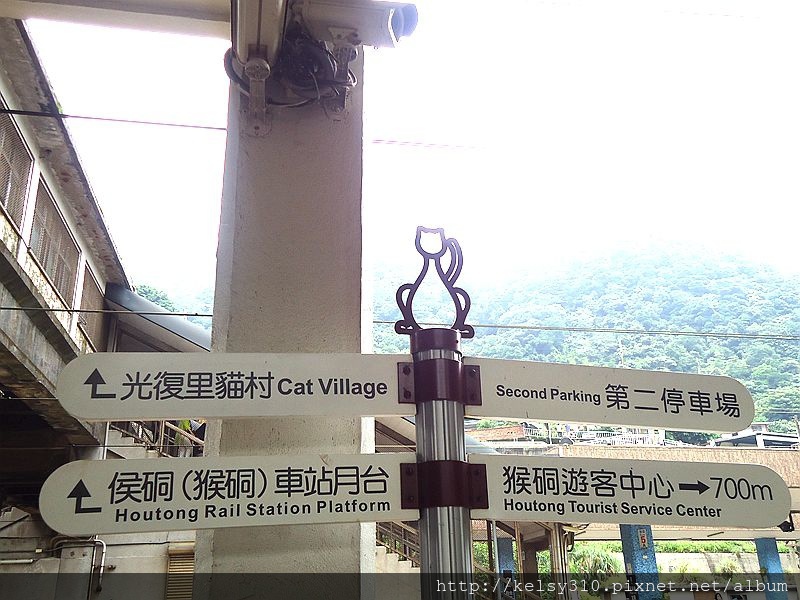 光復里貓村 Cat Village
Second Parking 第二停車場
侯硐(猴硐)車站月台
Houtong Rail Station Platform
猴硐遊客中心→700m
Houtong Tourist Service Center
http://kelsy310.pixnet.net/album